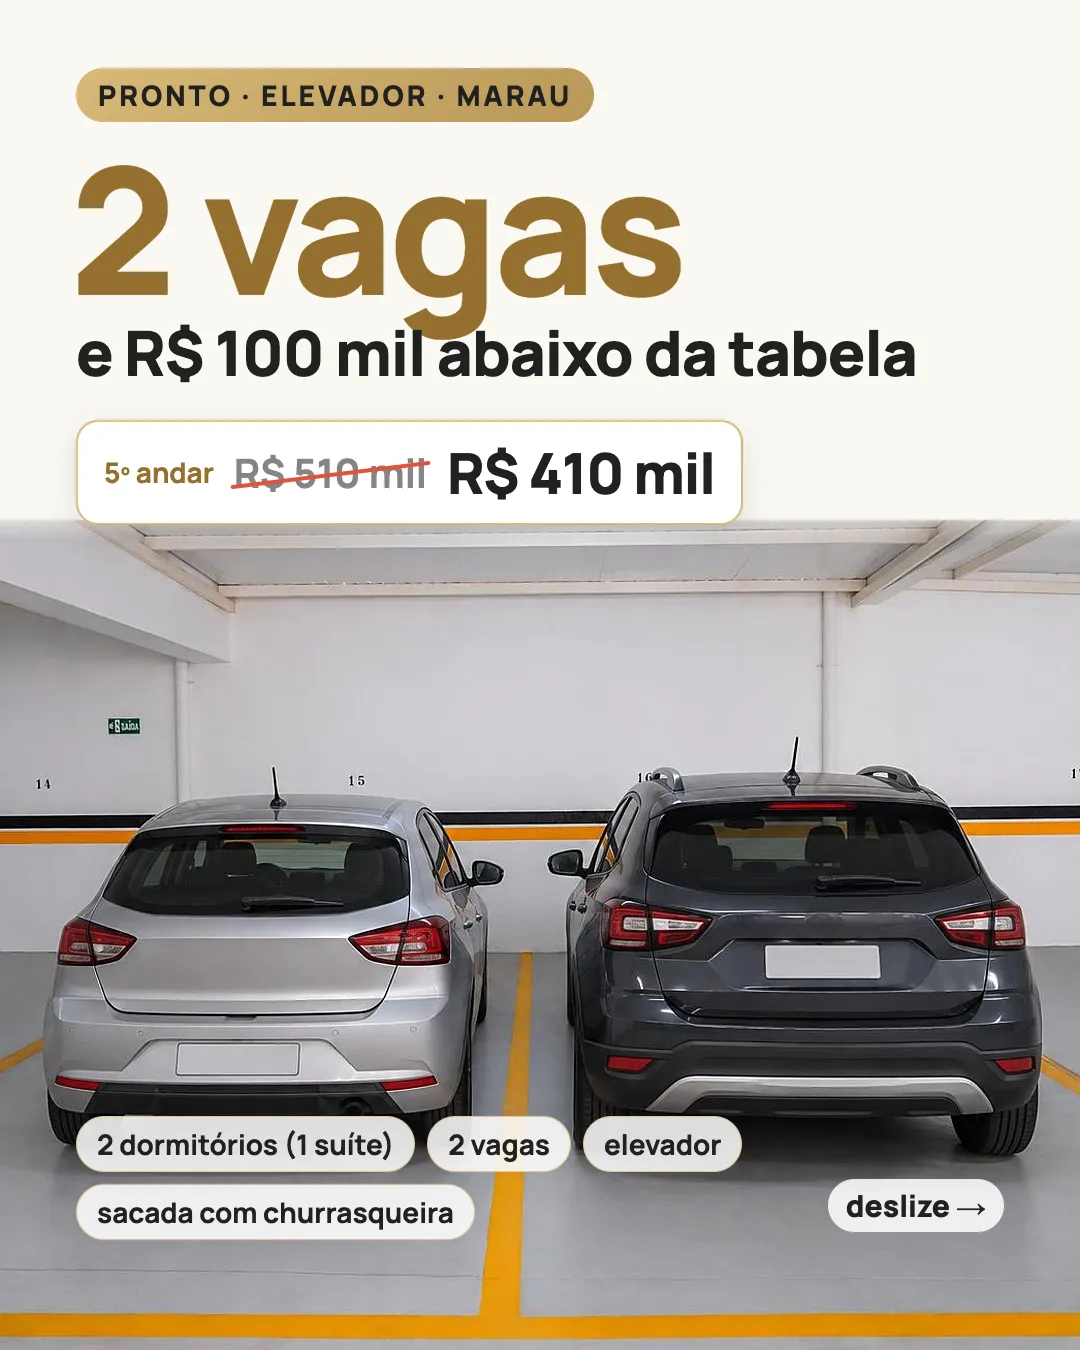 PRONTO · ELEVADOR · MARAU
2 vagas
e R$ 100 mil abaixo da tabela
5º andar R$ 510 mil R$ 410 mil
SAÍDA
14
15
16
2 dormitórios (1 suíte)
2 vagas
elevador
sacada com churrasqueira
deslize →